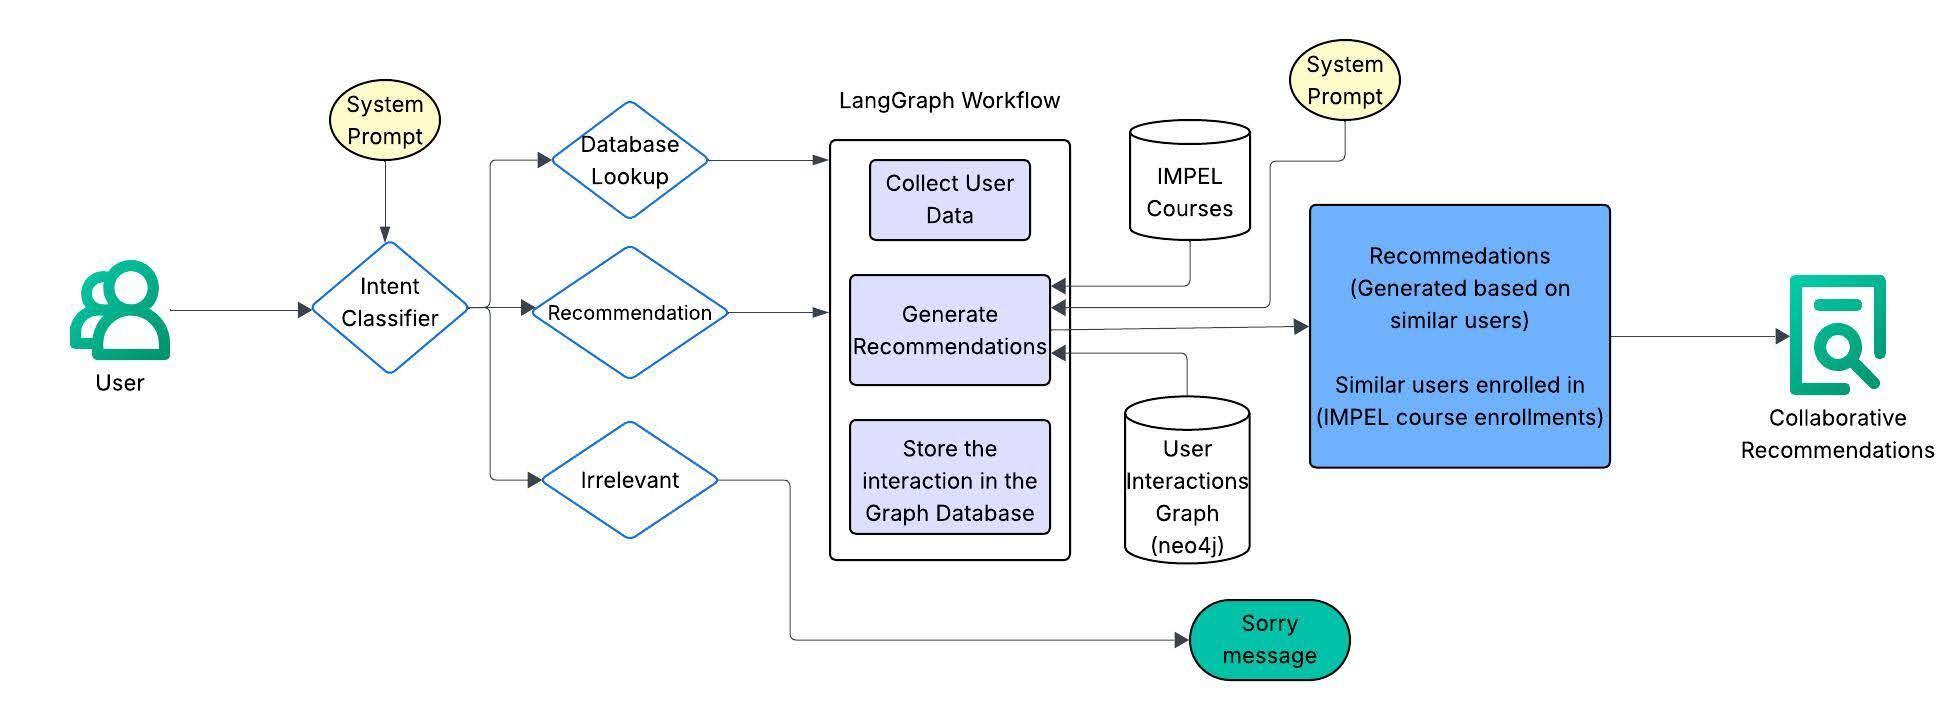 System
Prompt
LangGraph Workflow
System
Prompt
Database
Lookup
Collect User
Data
IMPEL
Courses
User
Intent
Classifier
Recommendation
Generate
Recommendations
Recommedations
(Generated based on
similar users)
Similar users enrolled in
(IMPEL course enrollments)
Collaborative
Recommendations
Irrelevant
Store the
interaction in the
Graph Database
User
Interactions
Graph
(neo4j)
Sorry
message